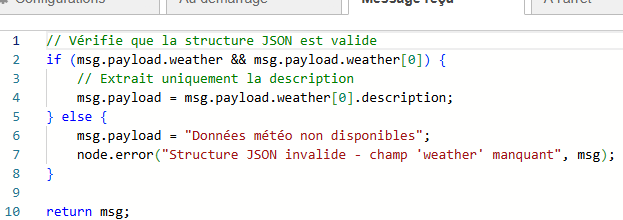 Configurations
Au démarrage
Message reçu
À l'arrêt
1 // Vérifie que la structure JSON est valide
2 if (msg.payload.weather && msg.payload.weather[0]) {
3     // Extrait uniquement la description
4     msg.payload = msg.payload.weather[0].description;
5 } else {
6     msg.payload = "Données météo non disponibles";
7     node.error("Structure JSON invalide - champ 'weather' manquant", msg);
8 }
9
10 return msg;